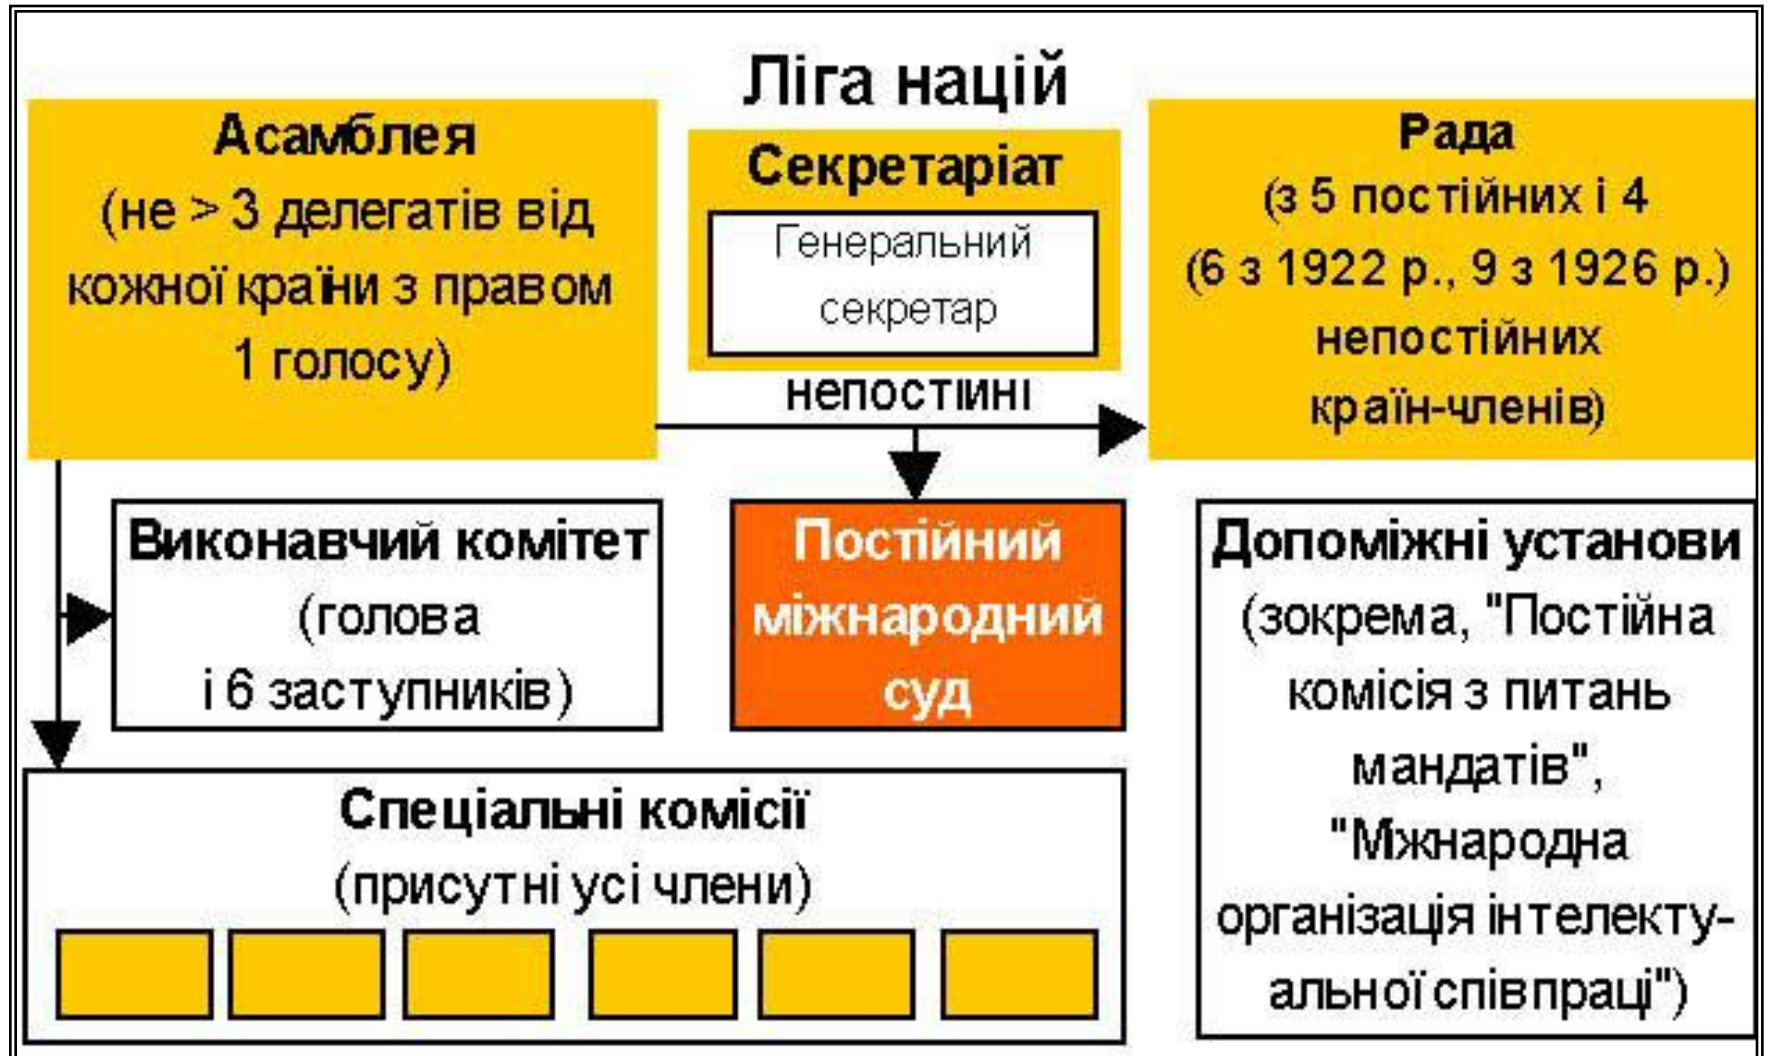 Ліга націй
Асамблея
(не > 3 делегатів від
кожної країни з правом
1 голосу)
Секретаріат
Генеральний
секретар
непостіині
Рада
(з 5 постійних і 4
(6 з 1922 р., 9 з 1926 р.)
непостійних
країн-членів)
Виконавчий комітет
(голова
і 6 заступників)
Постійний
міжнародний
суд
Допоміжні установи
(зокрема, "Постійна
комісія з питань
мандатів",
"Міжнародна
організація інтелекту-
альної співпраці")
Спеціальні комісії
(присутні усі члени)